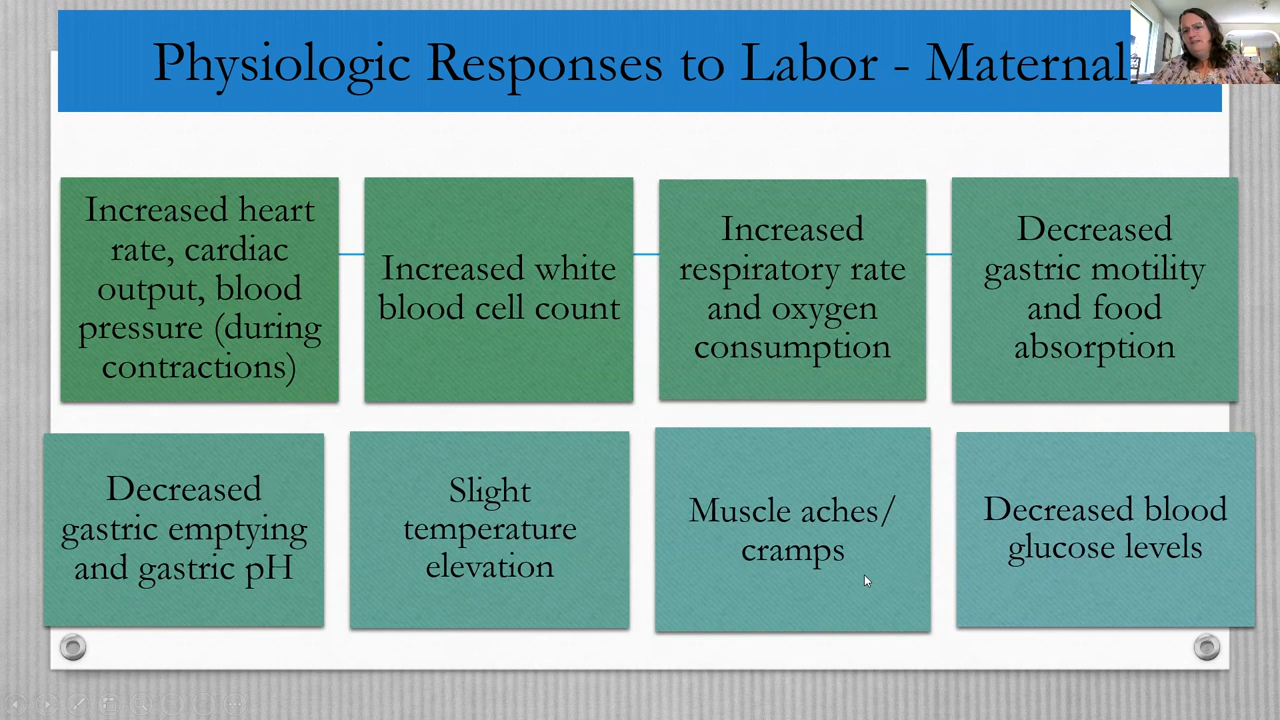 Physiologic Responses to Labor - Maternal
Increased heart
rate, cardiac
output, blood
pressure (during
contractions)
Increased white
blood cell count
Increased
respiratory rate
and oxygen
consumption
Decreased
gastric motility
and food
absorption
Decreased
gastric emptying
and gastric pH
Slight
temperature
elevation
Muscle aches/
cramps
Decreased blood
glucose levels